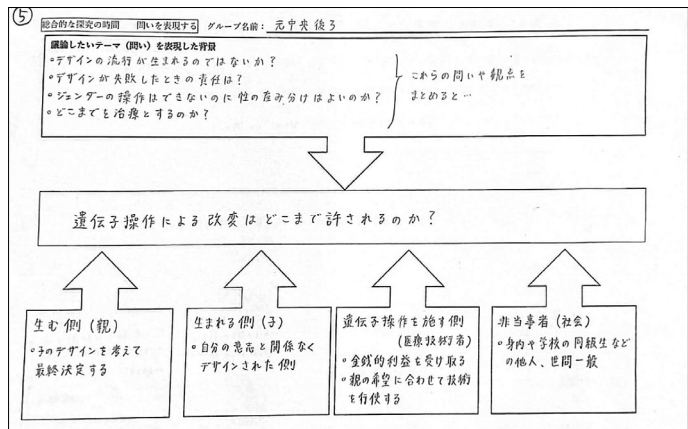 ⑤
総合的な探究の時間　問いを表現する　グループ名前：元中央後3
議論したいテーマ（問い）を表現した背景
・デザインの流行が生まれるのではないか？
・デザインが失敗したときの責任は？
・ジェンダーの操作はできないのに性の産み分けはよいのか？
・どこまでを治療とするのか？
これらの問いや観点を
まとめると…
遺伝子操作による改変はどこまで許されるのか？
生む側（親）
・子のデザインを考えて
最終決定する
生まれる側（子）
・自分の意志と関係なく
デザインされた側
遺伝子操作を施す側
（医療技術者）
・金銭的利益を受け取る
・親の希望に合わせて技術
を行使する
非当事者（社会）
・身内や学校の同級生など
の他人、世間一般